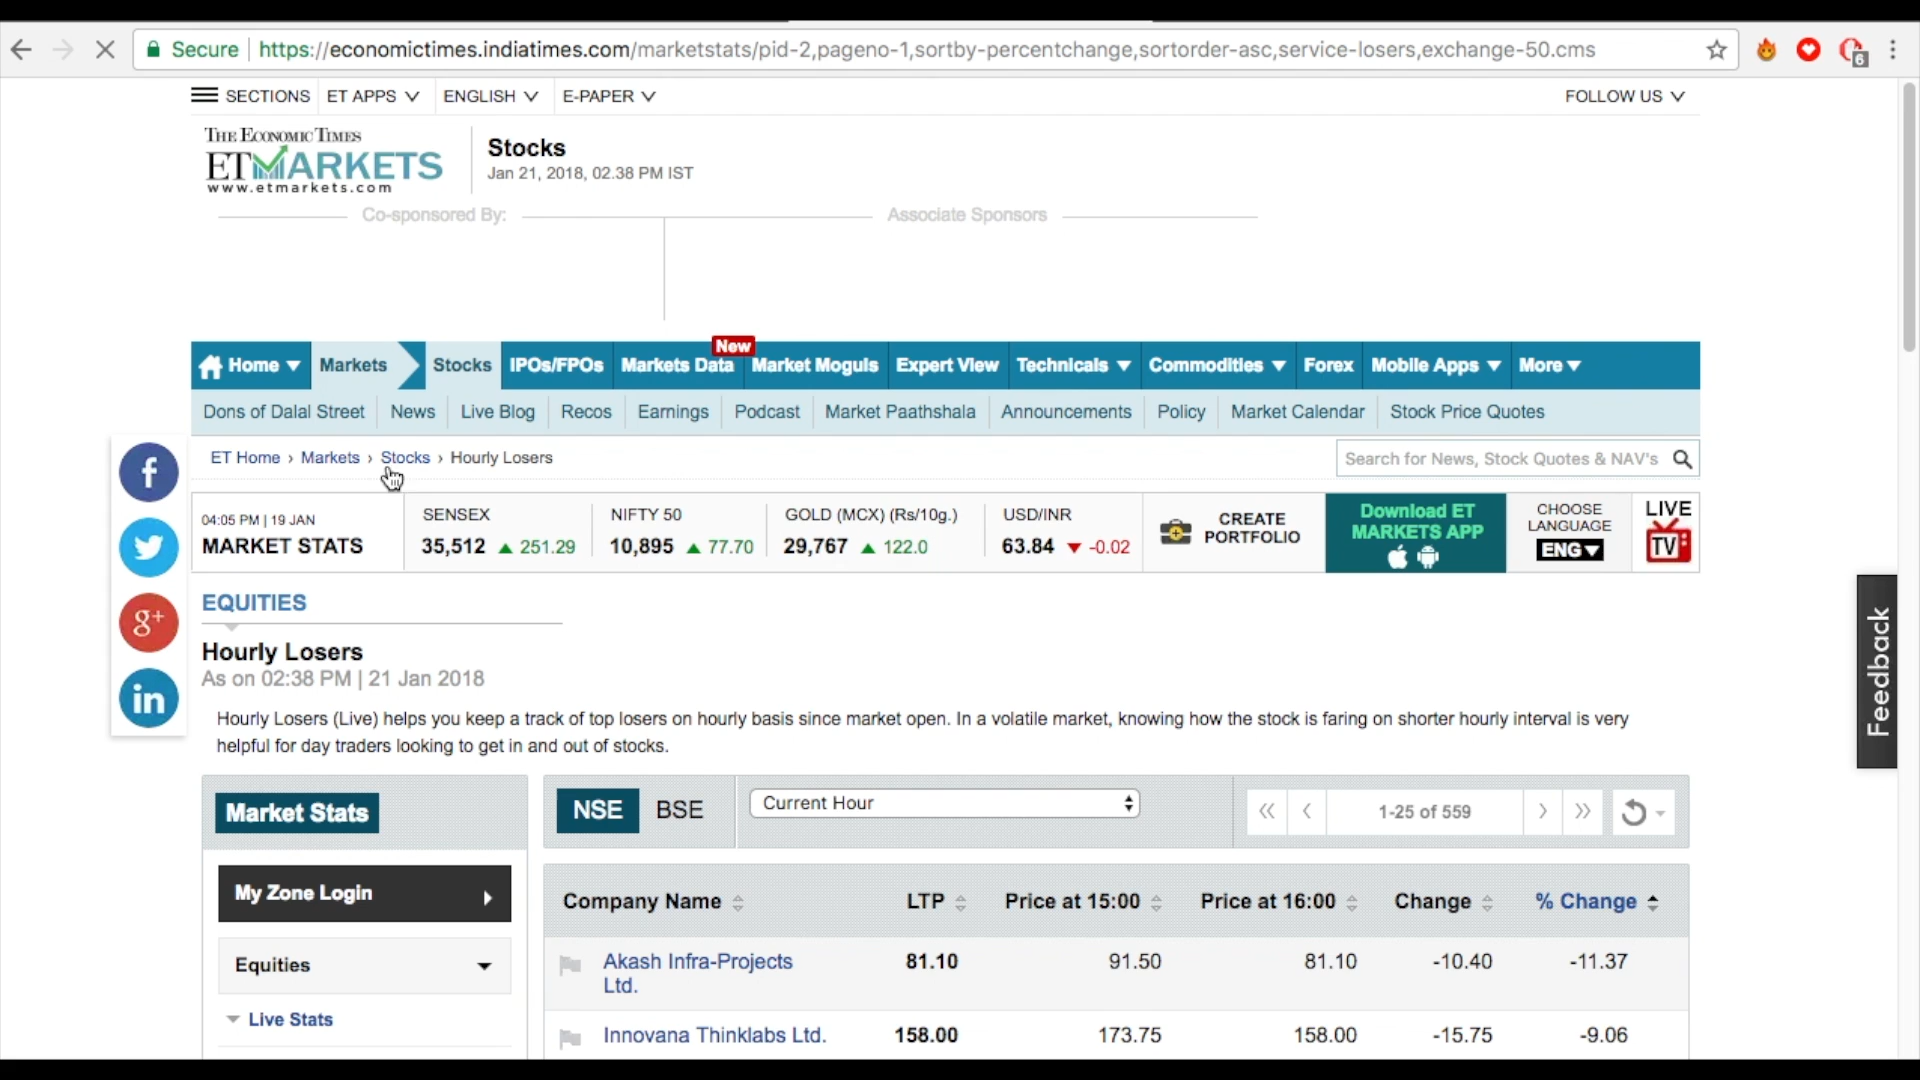 Secure https://economictimes.indiatimes.com/marketstats/pid-2,pageno-1,sortby-percentchange,sortorder-asc,service-losers,exchange-50.cms
6
SECTIONS ET APPS ENGLISH E-PAPER FOLLOW US
THE ECONOMIC TIMES
ETMARKETS
www.etmarkets.com
Stocks
Jan 21, 2018, 02.38 PM IST
Co-sponsored By: Associate Sponsors
New
Home Markets Stocks IPOs/FPOs Markets Data Market Moguls Expert View Technicals Commodities Forex Mobile Apps More
Dons of Dalal Street News Live Blog Recos Earnings Podcast Market Paathshala Announcements Policy Market Calendar Stock Price Quotes
ET Home › Markets › Stocks › Hourly Losers
Search for News, Stock Quotes & NAV's
f
g+
in
04:05 PM | 19 JAN
MARKET STATS
SENSEX
35,512 ▲ 251.29
NIFTY 50
10,895 ▲ 77.70
GOLD (MCX) (Rs/10g.)
29,767 ▲ 122.0
USD/INR
63.84 ▼ -0.02
CREATE
PORTFOLIO
Download ET
MARKETS APP
CHOOSE
LANGUAGE
ENG
LIVE
TV
Feedback
EQUITIES
Hourly Losers
As on 02:38 PM | 21 Jan 2018
Hourly Losers (Live) helps you keep a track of top losers on hourly basis since market open. In a volatile market, knowing how the stock is faring on shorter hourly interval is very
helpful for day traders looking to get in and out of stocks.
Market Stats
My Zone Login
Equities
Live Stats
NSE BSE Current Hour 1-25 of 559
Company Name LTP Price at 15:00 Price at 16:00 Change % Change
Akash Infra-Projects 81.10 91.50 81.10 -10.40 -11.37
Ltd.
Innovana Thinklabs Ltd. 158.00 173.75 158.00 -15.75 -9.06